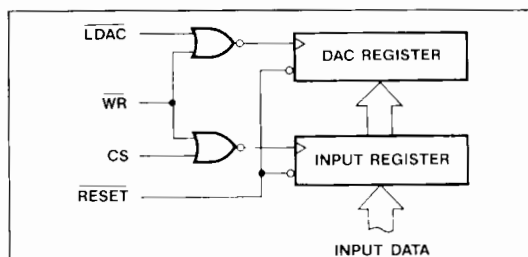 LDAC
DAC REGISTER
WR
CS
INPUT REGISTER
RESET
INPUT DATA